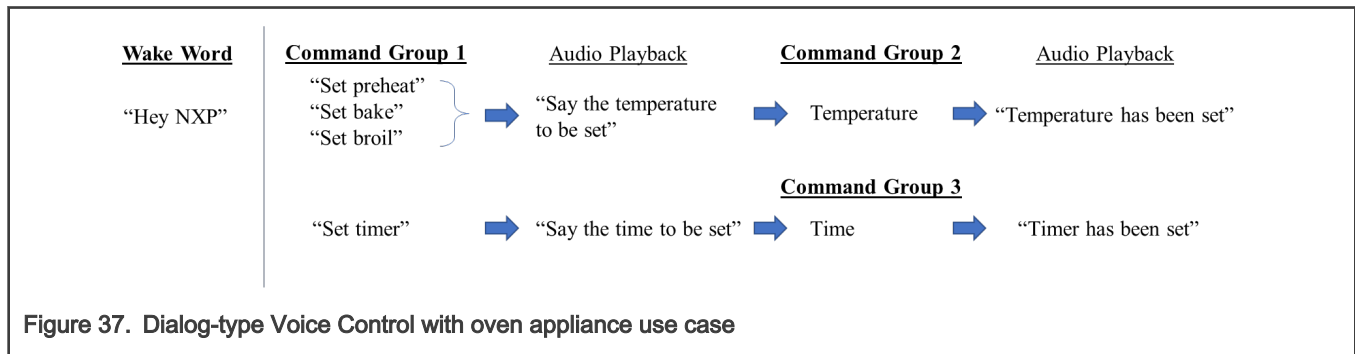 Wake Word
Command Group 1
Audio Playback
Command Group 2
Audio Playback
“Hey NXP”
“Set preheat”
“Set bake”
“Set broil”
“Say the temperature
to be set”
Temperature
“Temperature has been set”
Command Group 3
“Set timer”
“Say the time to be set”
Time
“Timer has been set”
Figure 37. Dialog-type Voice Control with oven appliance use case